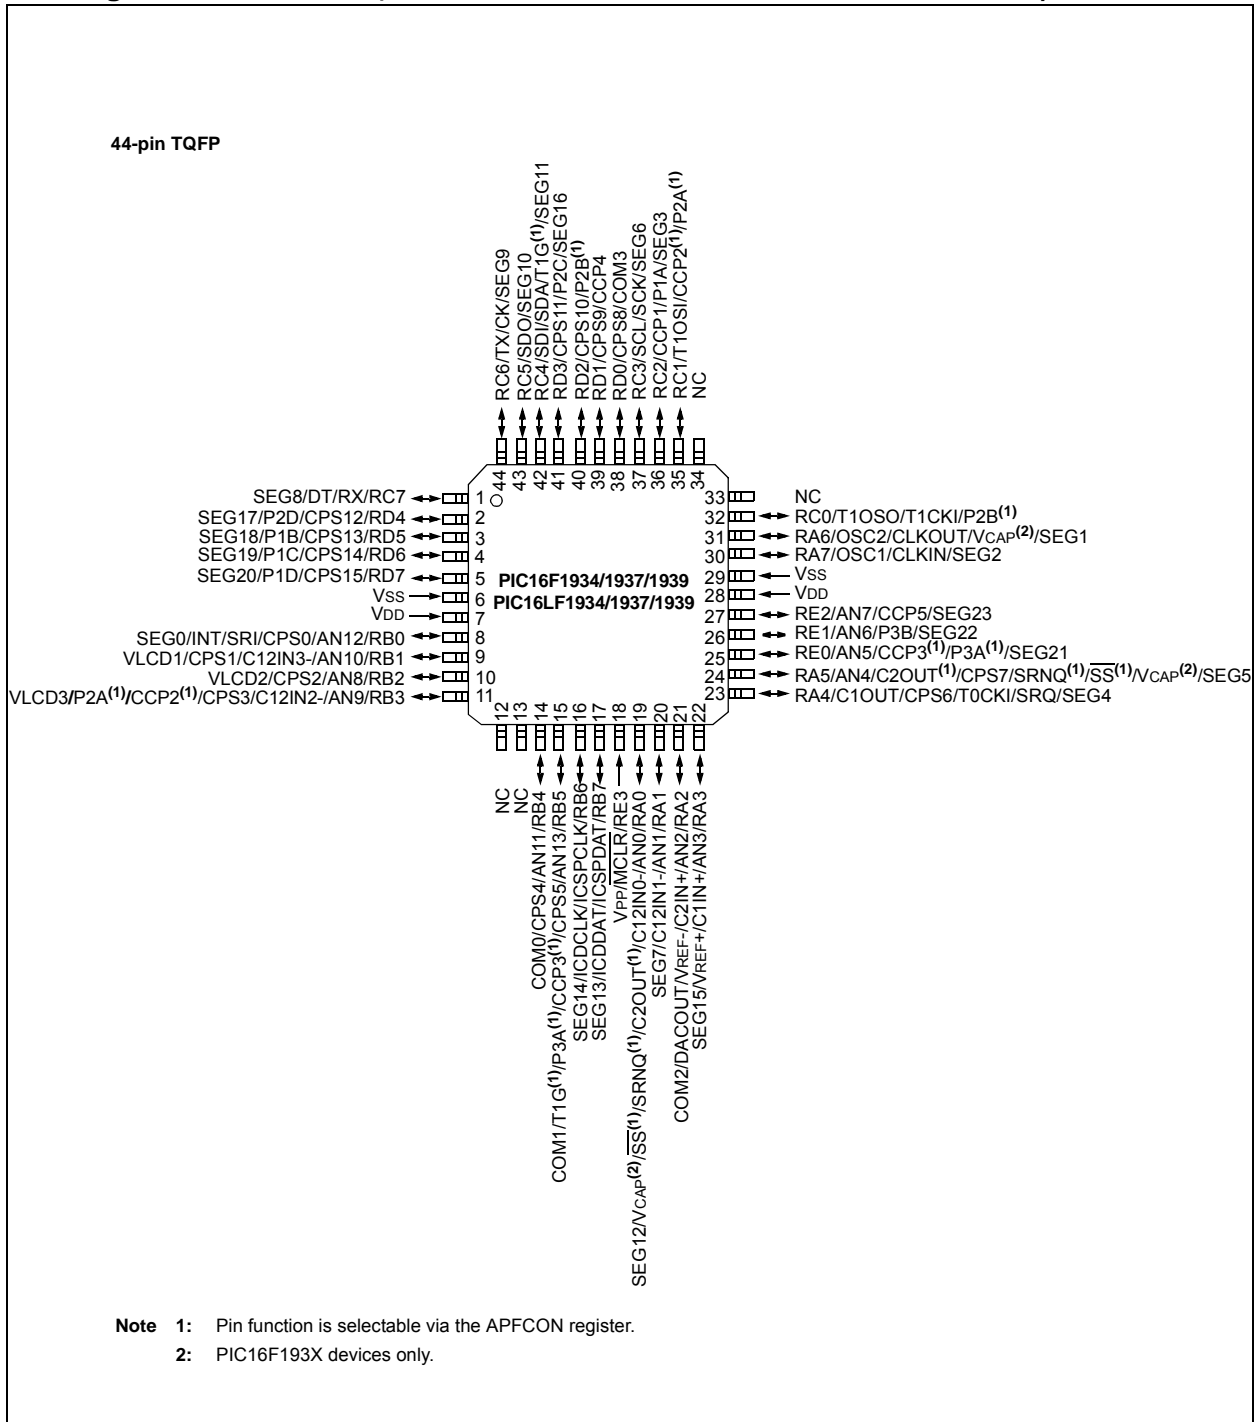 44-pin TQFP
RC6/TX/CK/SEG9
RC5/SDO/SEG10
RC4/SDI/SDA/T1G(1)/SEG11
RD3/CPS11/P2C/SEG16
RD2/CPS10/P2B(1)
RD1/CPS9/CCP4
RD0/CPS8/COM3
RC3/SCL/SCK/SEG6
RC2/CCP1/P1A/SEG3
RC1/T1OSI/CCP2(1)/P2A(1)
NC
44 43 42 41 40 39 38 37 36 35 34
SEG8/DT/RX/RC7 1
SEG17/P2D/CPS12/RD4 2
SEG18/P1B/CPS13/RD5 3
SEG19/P1C/CPS14/RD6 4
SEG20/P1D/CPS15/RD7 5
VSS 6
VDD 7
SEG0/INT/SRI/CPS0/AN12/RB0 8
VLCD1/CPS1/C12IN3-/AN10/RB1 9
VLCD2/CPS2/AN8/RB2 10
VLCD3/P2A(1)/CCP2(1)/CPS3/C12IN2-/AN9/RB3 11
PIC16F1934/1937/1939
PIC16LF1934/1937/1939
33 NC
32 RC0/T1OSO/T1CKI/P2B(1)
31 RA6/OSC2/CLKOUT/VCAP(2)/SEG1
30 RA7/OSC1/CLKIN/SEG2
29 VSS
28 VDD
27 RE2/AN7/CCP5/SEG23
26 RE1/AN6/P3B/SEG22
25 RE0/AN5/CCP3(1)/P3A(1)/SEG21
24 RA5/AN4/C2OUT(1)/CPS7/SRNQ(1)/SS(1)/VCAP(2)/SEG5
23 RA4/C1OUT/CPS6/T0CKI/SRQ/SEG4
12 13 14 15 16 17 18 19 20 21 22
NC
NC
COM0/CPS4/AN11/RB4
COM1/T1G(1)/P3A(1)/CCP3(1)/CPS5/AN13/RB5
SEG14/ICDCLK/ICSPCLK/RB6
SEG13/ICDDAT/ICSPDAT/RB7
VPP/MCLR/RE3
SEG12/VCAP(2)/SS(1)/SRNQ(1)/C2OUT(1)/C12IN0-/AN0/RA0
SEG7/C12IN1-/AN1/RA1
COM2/DACOUT/VREF-/C2IN+/AN2/RA2
SEG15/VREF+/C1IN+/AN3/RA3
Note 1: Pin function is selectable via the APFCON register.
2: PIC16F193X devices only.